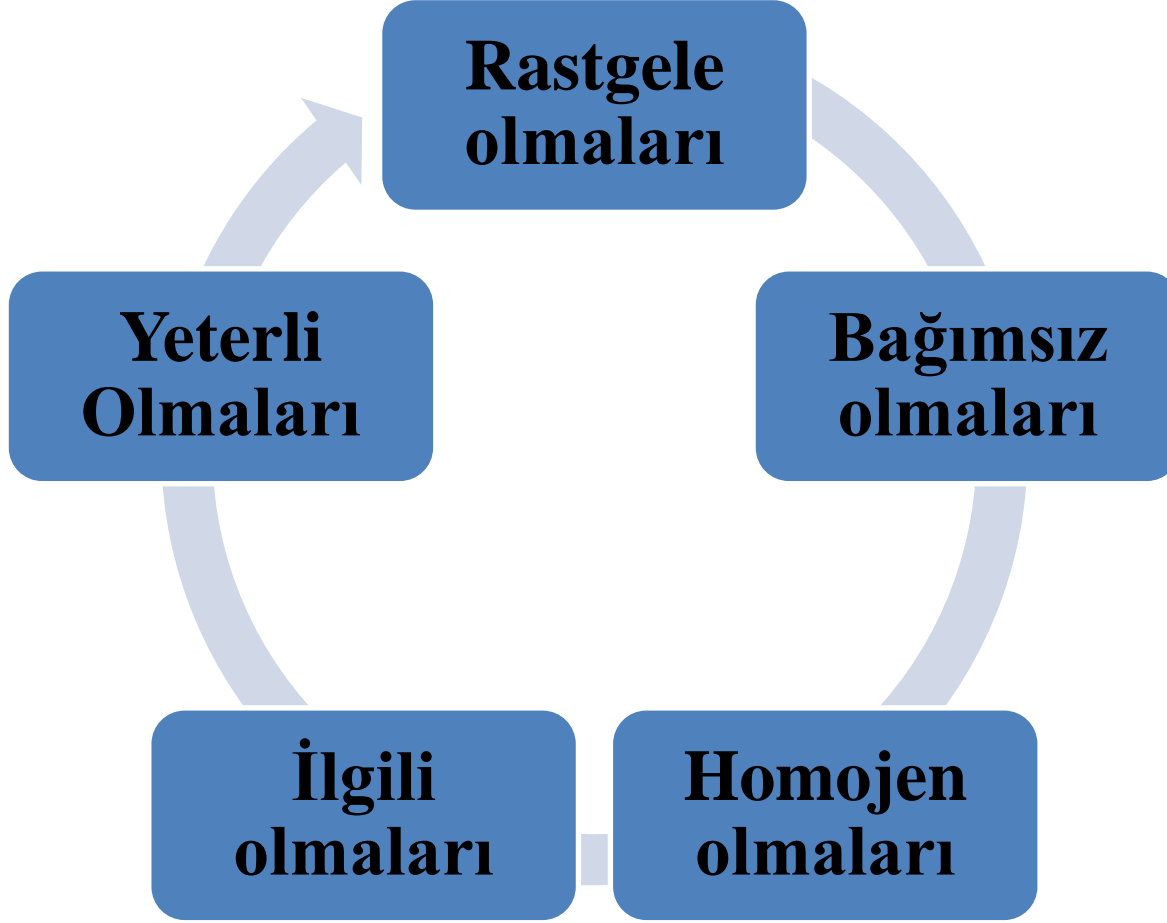 Rastgele
olmaları
Bağımsız
olmaları
Homojen
olmaları
İlgili
olmaları
Yeterli
Olmaları